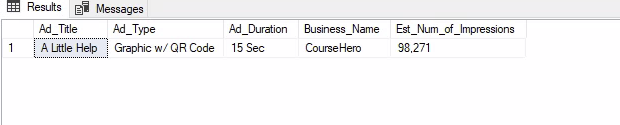 Results Messages
Ad_Title Ad_Type Ad_Duration Business_Name Est_Num_of_Impressions
1 A Little Help Graphic w/ QR Code 15 Sec CourseHero 98,271